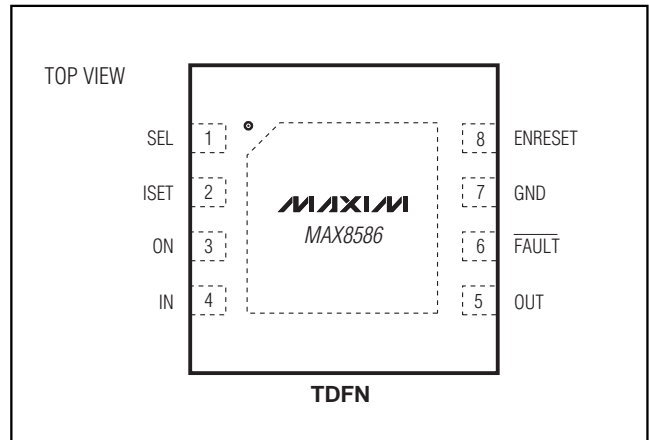 TOP VIEW
SEL 1 8 ENRESET
ISET 2 MAXIM 7 GND
ON 3 MAX8586 6 FAULT
IN 4 5 OUT
TDFN